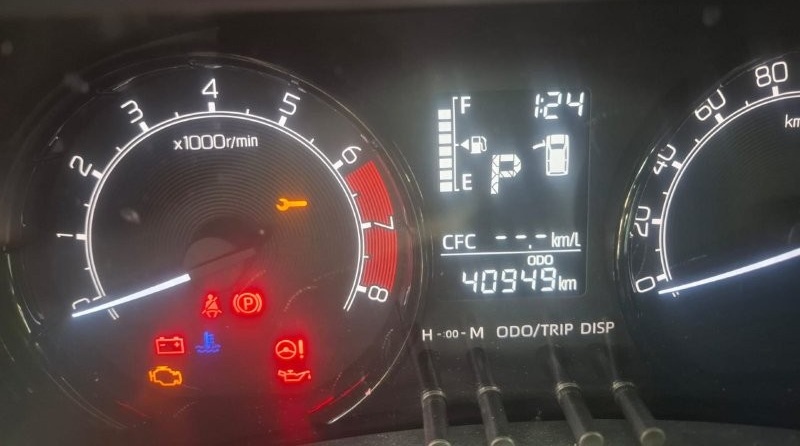 0 1 2 3 4 5 6 7 8
x1000r/min
P
F
1:24
E
P
CFC --.- km/L
ODO
40949km
H -:00- M ODO/TRIP DISP
0 20 40 60 80
km